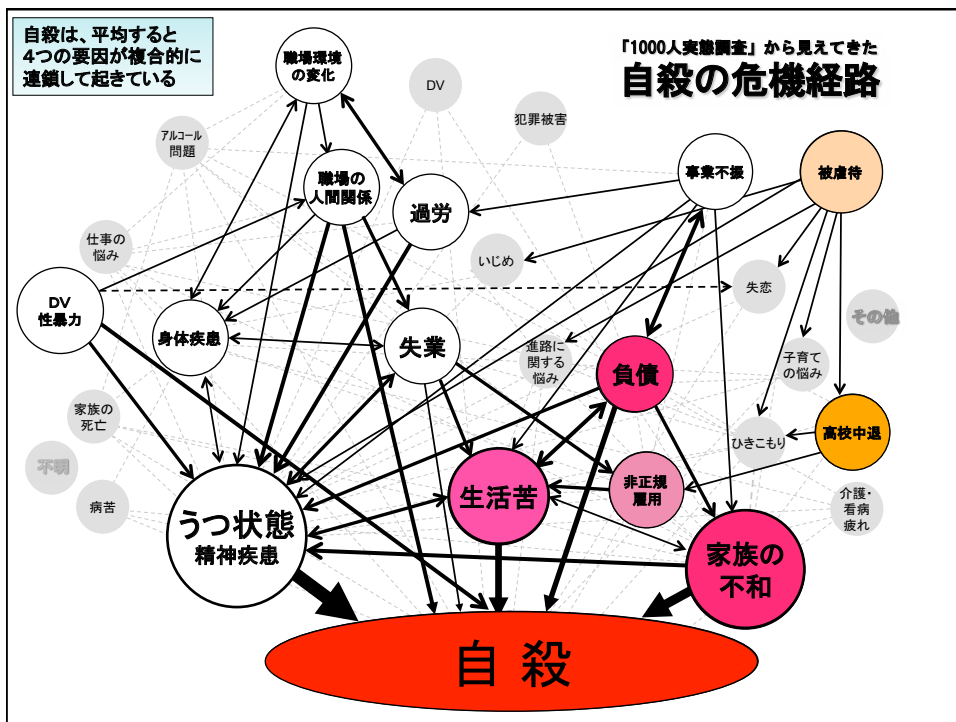 自殺は、平均すると
4つの要因が複合的に
連鎖して起きている
『1000人実態調査』から見えてきた
自殺の危機経路
職場環境
の変化
DV
犯罪被害
アルコール
問題
職場の
人間関係
過労
事業不振
被虐待
仕事の
悩み
いじめ
失恋
DV
性暴力
身体疾患
失業
進路に
関する
悩み
負債
子育て
の悩み
その他
家族の
死亡
ひきこもり
高校中退
不明
病苦
うつ状態
精神疾患
生活苦
非正規
雇用
介護・
看病
疲れ
家族の
不和
自殺